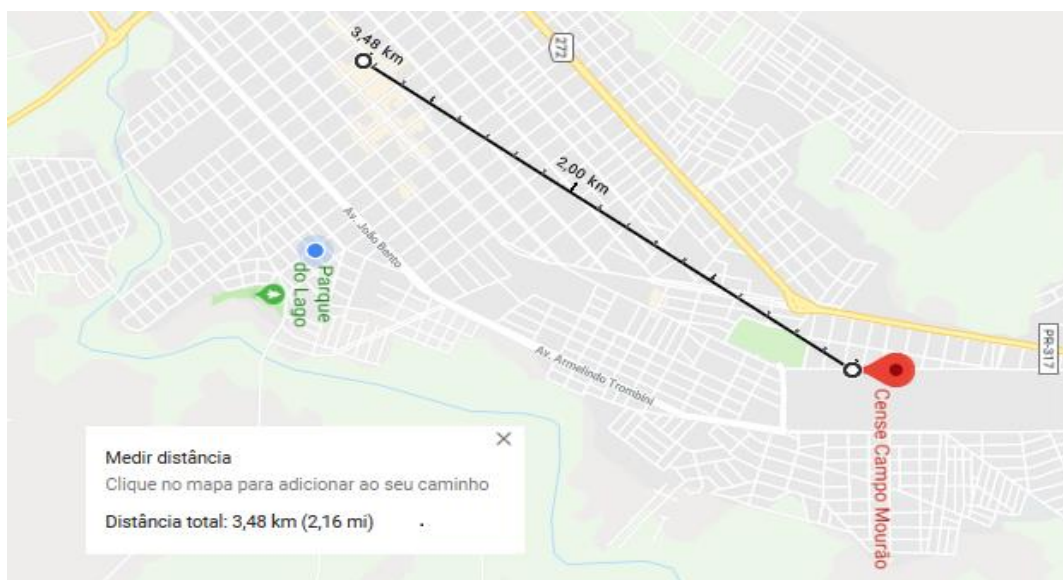 3,48 km
272
2,00 km
Av. João Bento
Parque
do Lago
PR-317
Av. Armelindo Trombini
Cense Campo Mourão
Medir distância
Clique no mapa para adicionar ao seu caminho
Distância total: 3,48 km (2,16 mi)